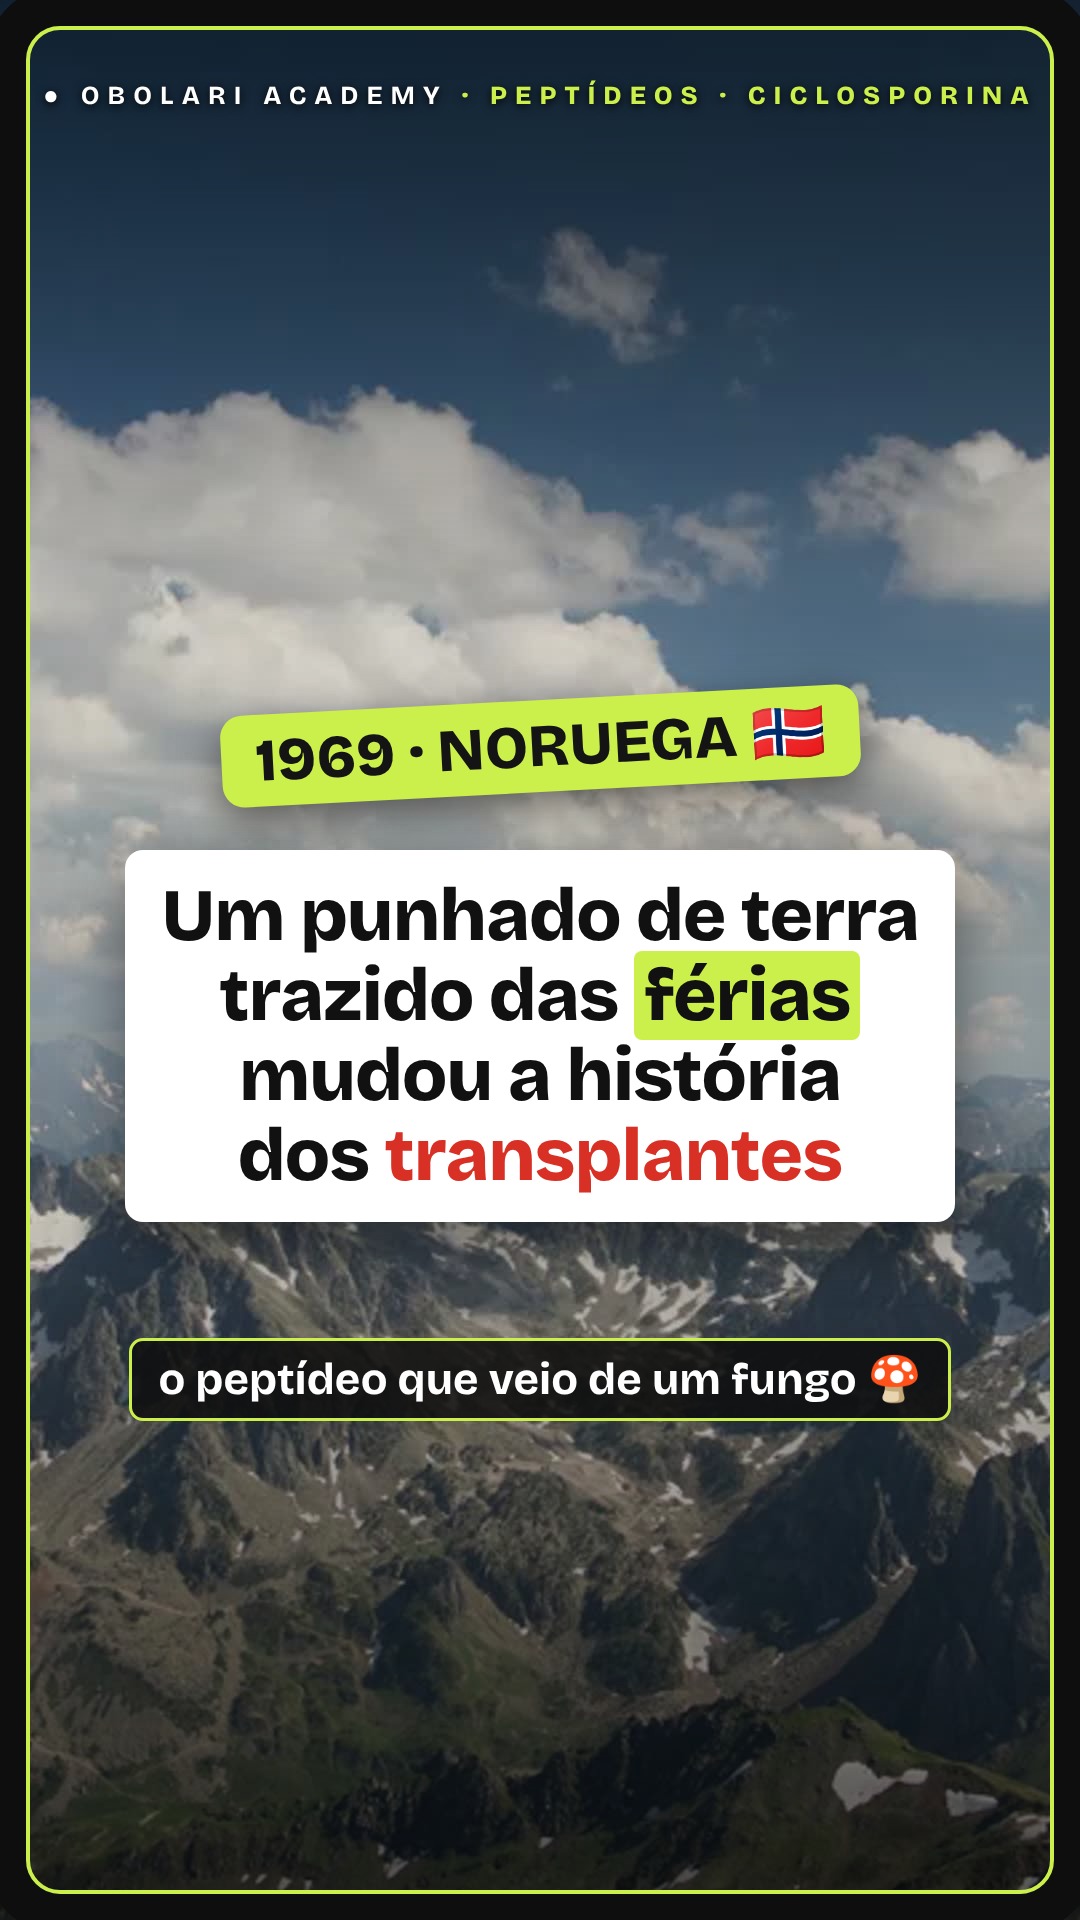 • OBOLARI ACADEMY · PEPTÍDEOS · CICLOSPORINA
1969 · NORUEGA 🇳🇴
Um punhado de terra
trazido das férias
mudou a história
dos transplantes
o peptídeo que veio de um fungo 🍄